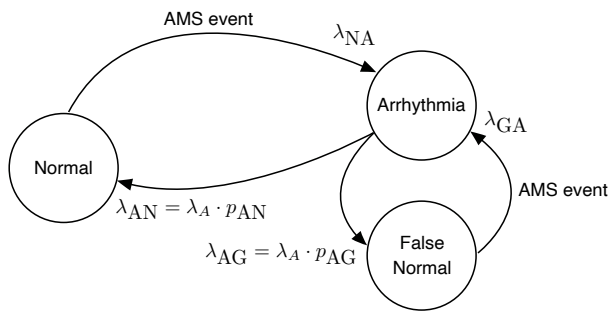 AMS event
λNA
Arrhythmia
λGA
Normal
AMS event
λAN = λA · pAN
False
Normal
λAG = λA · pAG